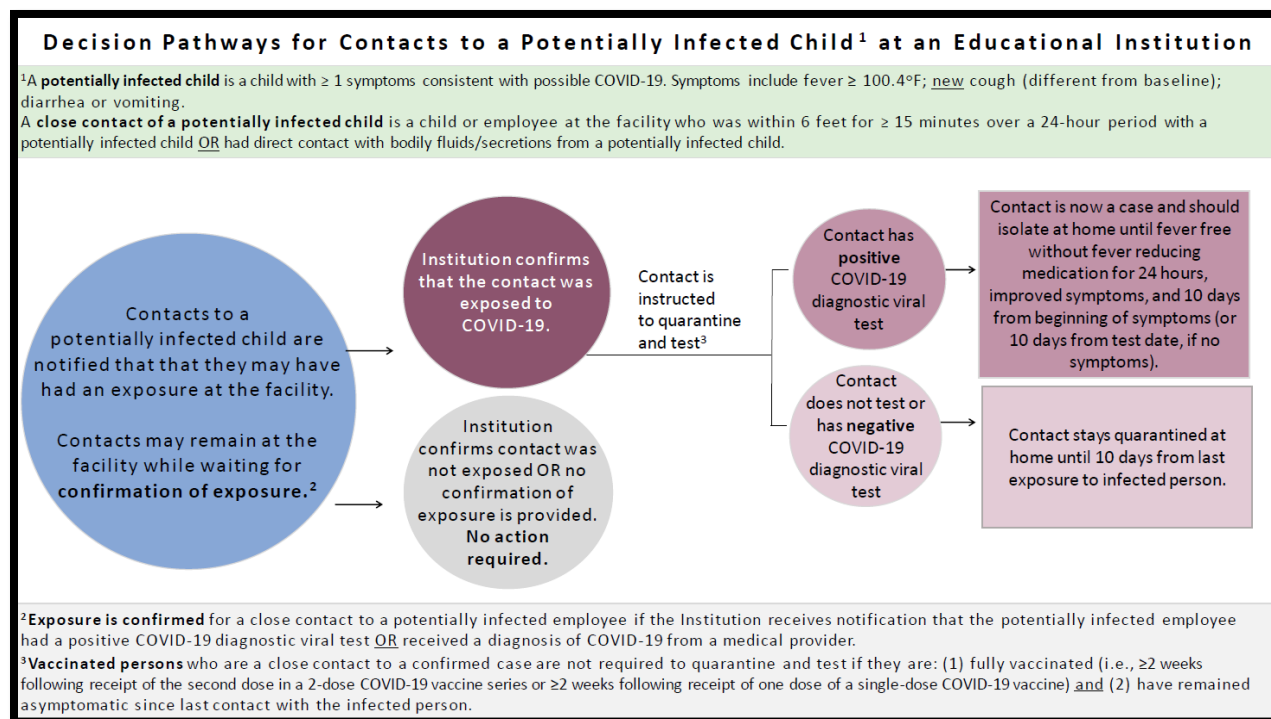 Decision Pathways for Contacts to a Potentially Infected Child¹ at an Educational Institution
¹A potentially infected child is a child with ≥ 1 symptoms consistent with possible COVID-19. Symptoms include fever ≥ 100.4ºF; new cough (different from baseline);
diarrhea or vomiting.
A close contact of a potentially infected child is a child or employee at the facility who was within 6 feet for ≥ 15 minutes over a 24-hour period with a
potentially infected child OR had direct contact with bodily fluids/secretions from a potentially infected child.
Contacts to a
potentially infected child are
notified that that they may have
had an exposure at the facility.
Contacts may remain at the
facility while waiting for
confirmation of exposure.²
Institution confirms
that the contact was
exposed to
COVID-19.
Institution
confirms contact was
not exposed OR no
confirmation of
exposure is provided.
No action
required.
Contact is
instructed
to quarantine
and test³
Contact has
positive
COVID-19
diagnostic viral
test
Contact is now a case and should
isolate at home until fever free
without fever reducing
medication for 24 hours,
improved symptoms, and 10 days
from beginning of symptoms (or
10 days from test date, if no
symptoms).
Contact
does not test or
has negative
COVID-19
diagnostic viral
test
Contact stays quarantined at
home until 10 days from last
exposure to infected person.
²Exposure is confirmed for a close contact to a potentially infected employee if the Institution receives notification that the potentially infected employee
had a positive COVID-19 diagnostic viral test OR received a diagnosis of COVID-19 from a medical provider.
³Vaccinated persons who are a close contact to a confirmed case are not required to quarantine and test if they are: (1) fully vaccinated (i.e., ≥2 weeks
following receipt of the second dose in a 2-dose COVID-19 vaccine series or ≥2 weeks following receipt of one dose of a single-dose COVID-19 vaccine) and (2) have remained
asymptomatic since last contact with the infected person.